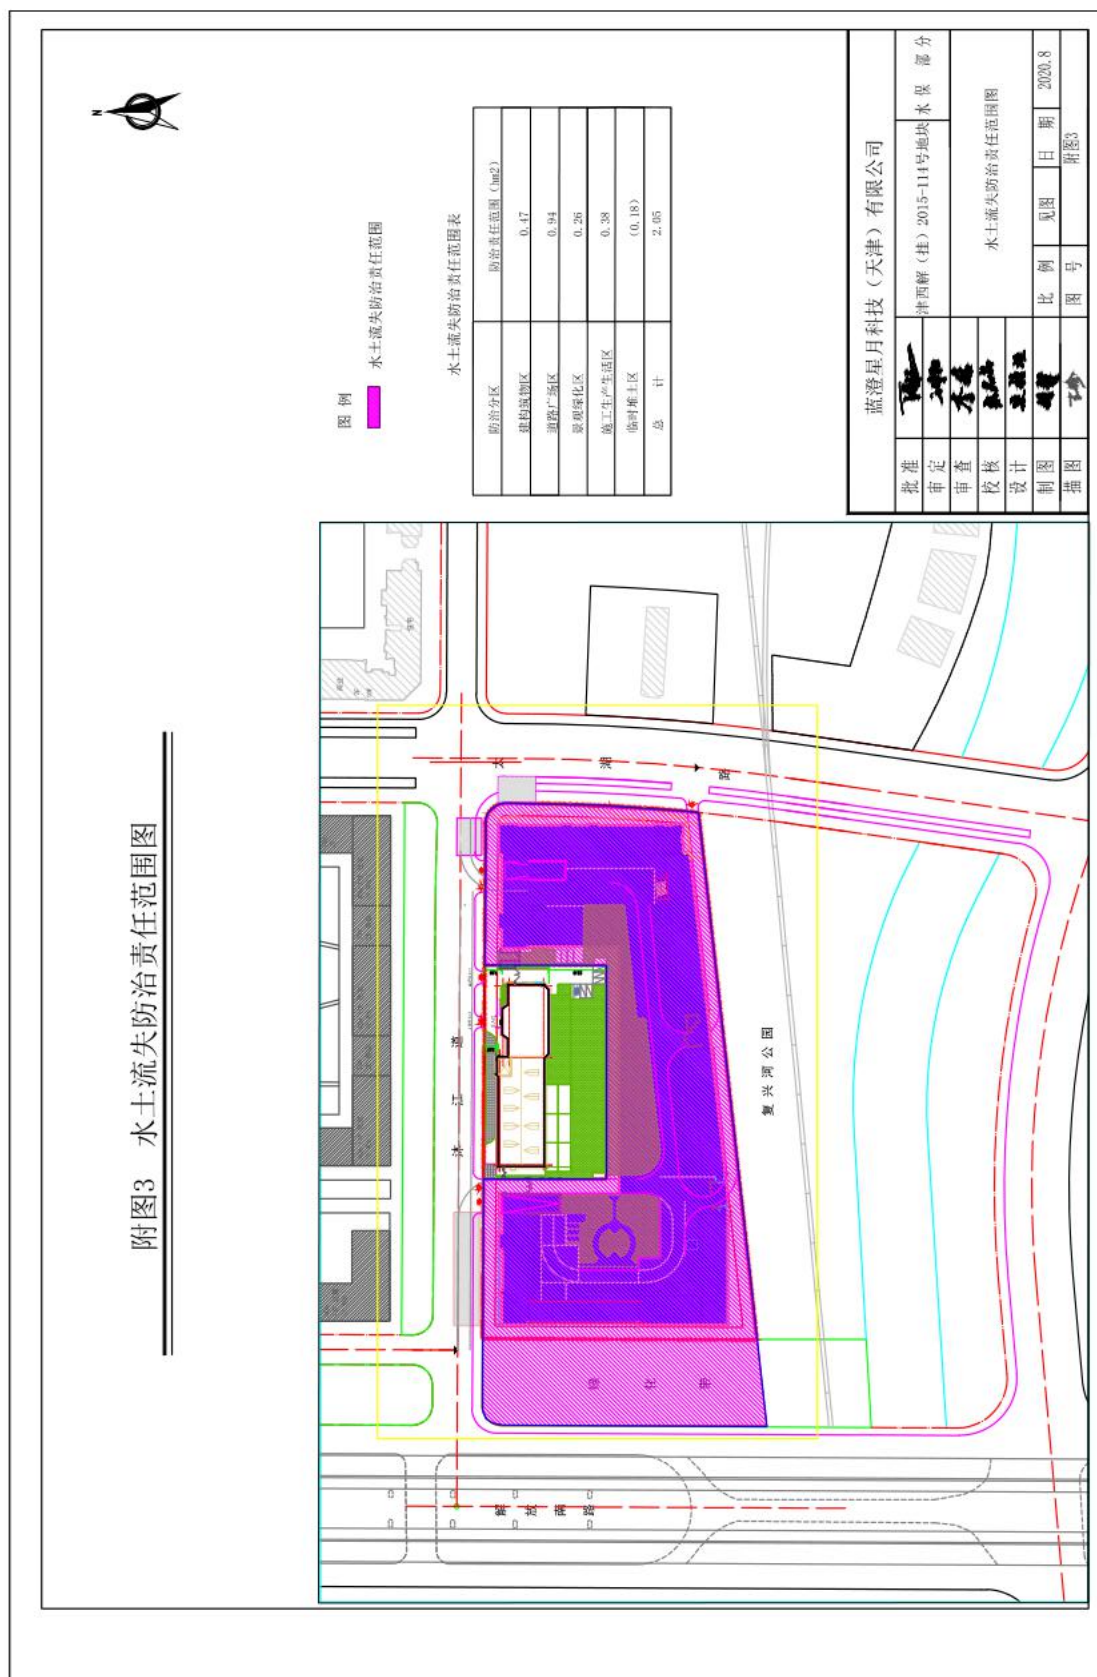 附图3 水土流失防治责任范围图
N
图 例
水土流失防治责任范围
水土流失防治责任范围表
防治分区 防治责任范围（hm2）
建构筑物区 0.47
道路广场区 0.94
景观绿化区 0.26
施工生产生活区 0.38
（临时堆土区） （0.18）
总 计 2.05
沐 江 道
太 湖 路
解 放 南 路
复兴河公园
绿 化 带
蓝澄星月科技（天津）有限公司
批 准
审 定
审 查
校 核
设 计
制 图
描 图
津西解（挂）2015-114号地块 水 保 部 分
水土流失防治责任范围图
比 例 见图 日 期 2020.8
图 号 附图3